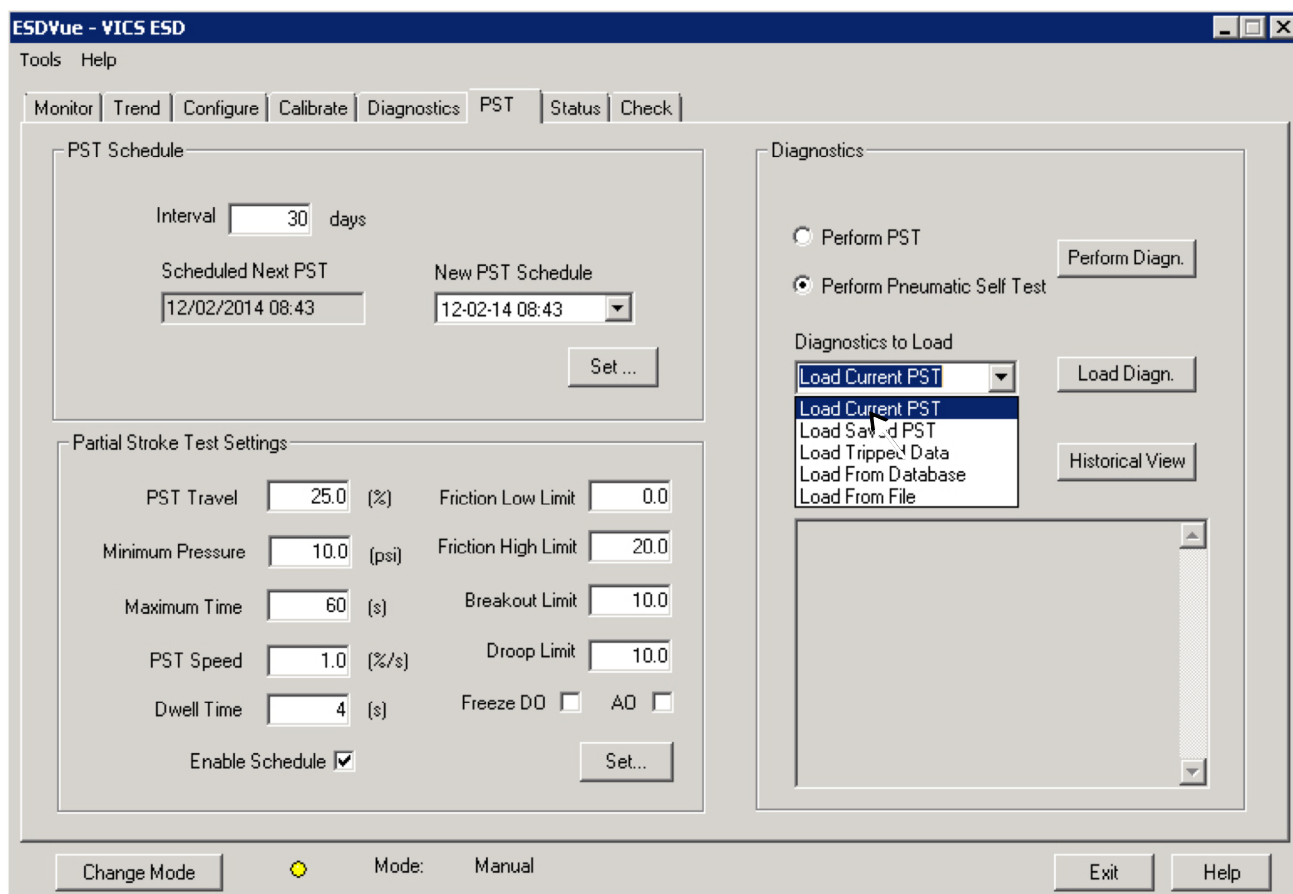 ESDVue - VICS ESD
Tools Help
Monitor Trend Configure Calibrate Diagnostics PST Status Check
PST Schedule
Interval 30 days
Scheduled Next PST New PST Schedule
12/02/2014 08:43 12-02-14 08:43
Set ...
Partial Stroke Test Settings
PST Travel 25.0 (%) Friction Low Limit 0.0
Minimum Pressure 10.0 (psi) Friction High Limit 20.0
Maximum Time 60 (s) Breakout Limit 10.0
PST Speed 1.0 (%/s) Droop Limit 10.0
Dwell Time 4 (s) Freeze DO AO
Enable Schedule Set...
Diagnostics
Perform PST
Perform Pneumatic Self Test
Perform Diagn.
Diagnostics to Load
Load Current PST Load Diagn.
Load Current PST
Load Saved PST
Load Tripped Data
Load From Database
Load From File
Historical View
Change Mode Mode: Manual Exit Help